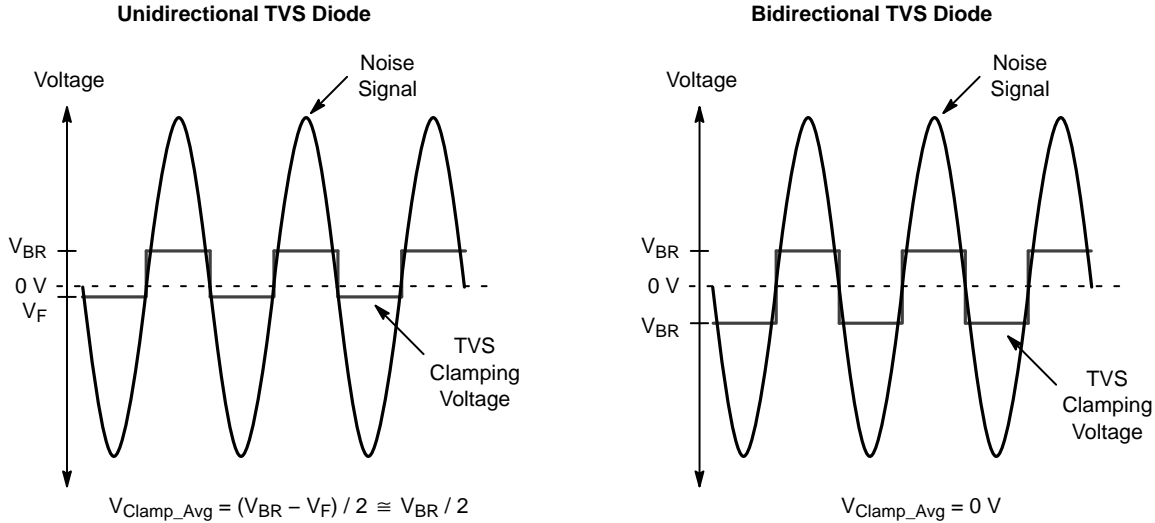 Unidirectional TVS Diode
Voltage
Noise
Signal
V_BR
0 V
V_F
TVS
Clamping
Voltage
V_Clamp_Avg = (V_BR − V_F) / 2 ≅ V_BR / 2
Bidirectional TVS Diode
Voltage
Noise
Signal
V_BR
0 V
V_BR
TVS
Clamping
Voltage
V_Clamp_Avg = 0 V